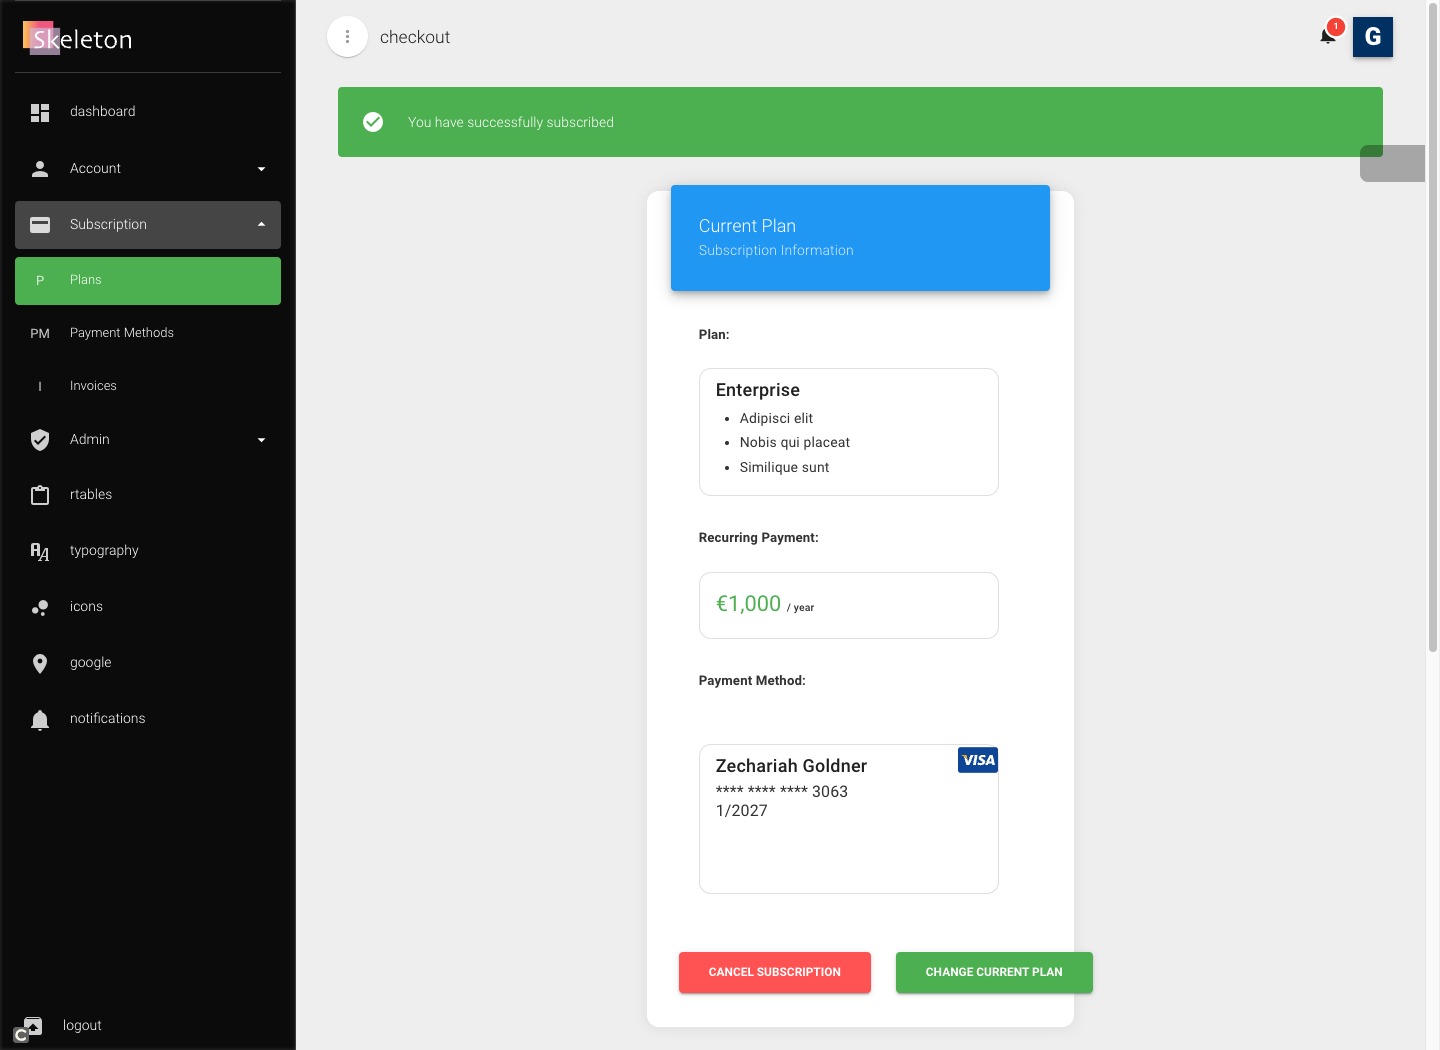 Skeleton
checkout
1
G
dashboard
Account
Subscription
P Plans
PM Payment Methods
I Invoices
Admin
rtables
typography
icons
google
notifications
C
logout
You have successfully subscribed
Current Plan
Subscription Information
Plan:
Enterprise
• Adipisci elit
• Nobis qui placeat
• Similique sunt
Recurring Payment:
€1,000 / year
Payment Method:
Zechariah Goldner VISA
**** **** **** 3063
1/2027
CANCEL SUBSCRIPTION CHANGE CURRENT PLAN